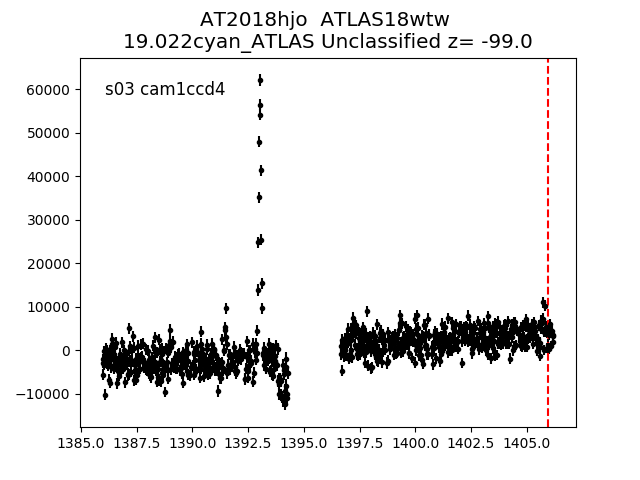 AT2018hjo  ATLAS18wtw
19.022cyan_ATLAS Unclassified z= -99.0
s03 cam1ccd4
60000
50000
40000
30000
20000
10000
0
−10000
1385.0 1387.5 1390.0 1392.5 1395.0 1397.5 1400.0 1402.5 1405.0